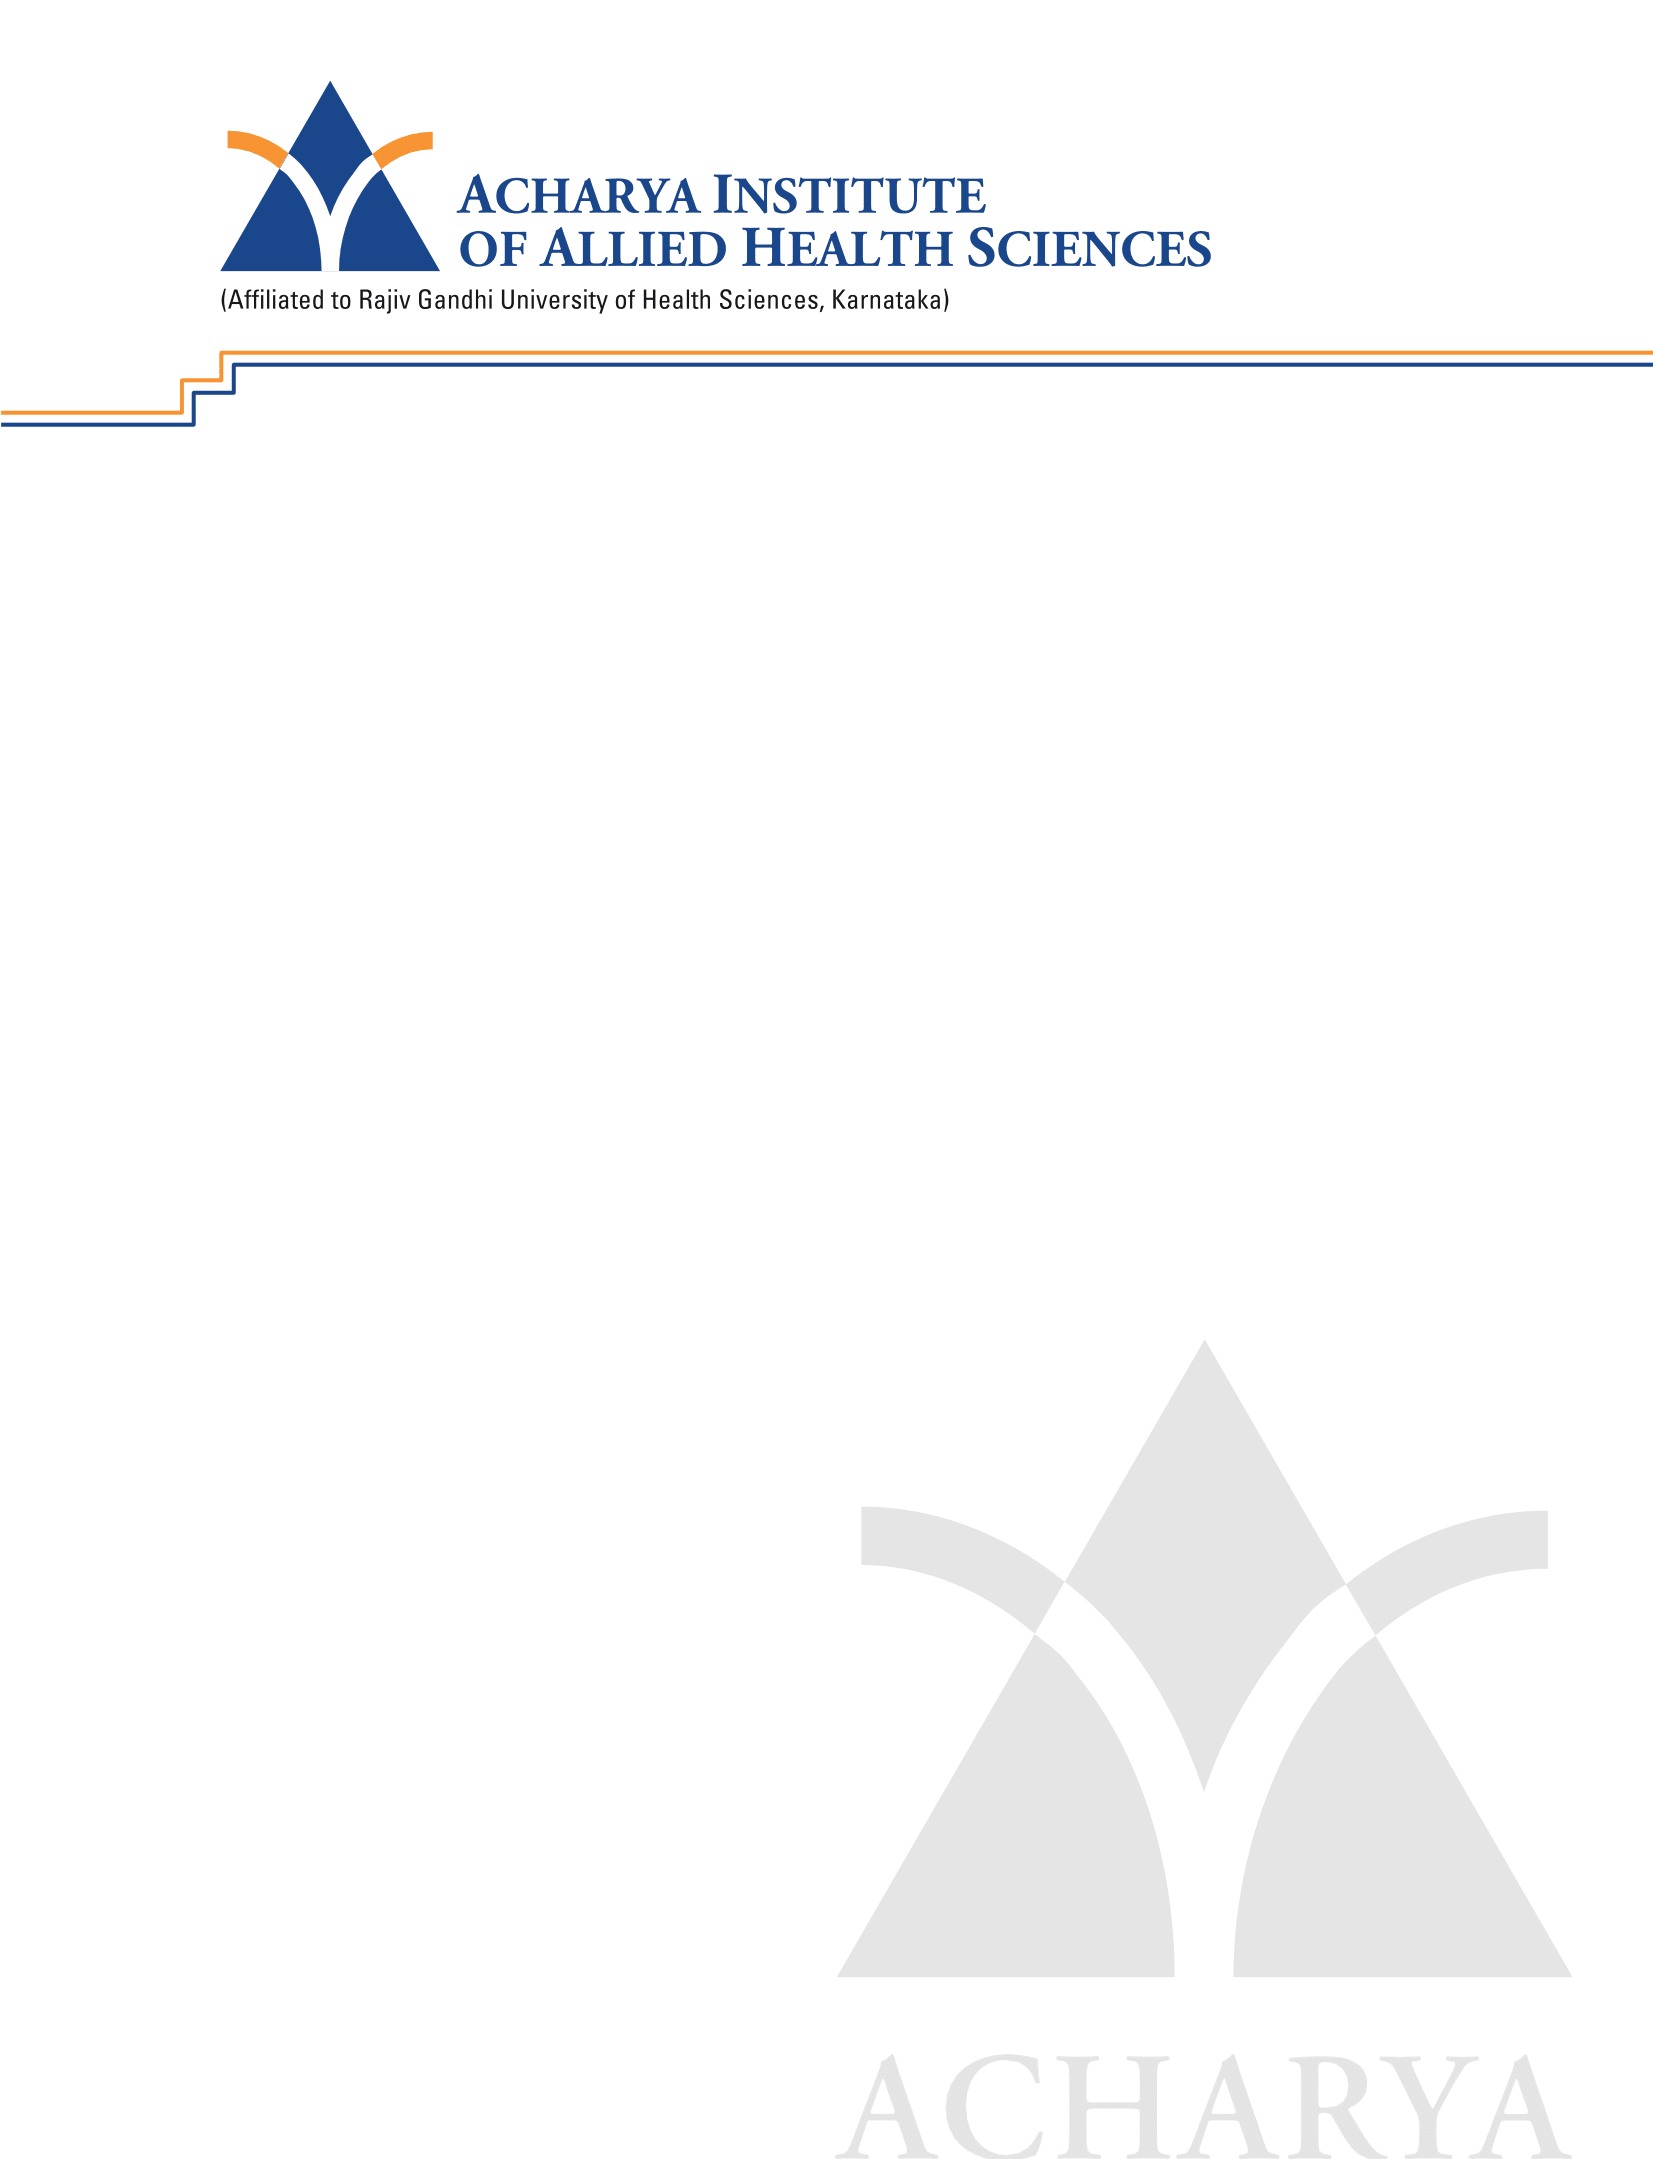 ACHARYA INSTITUTE
OF ALLIED HEALTH SCIENCES
(Affiliated to Rajiv Gandhi University of Health Sciences, Karnataka)
ACHARYA